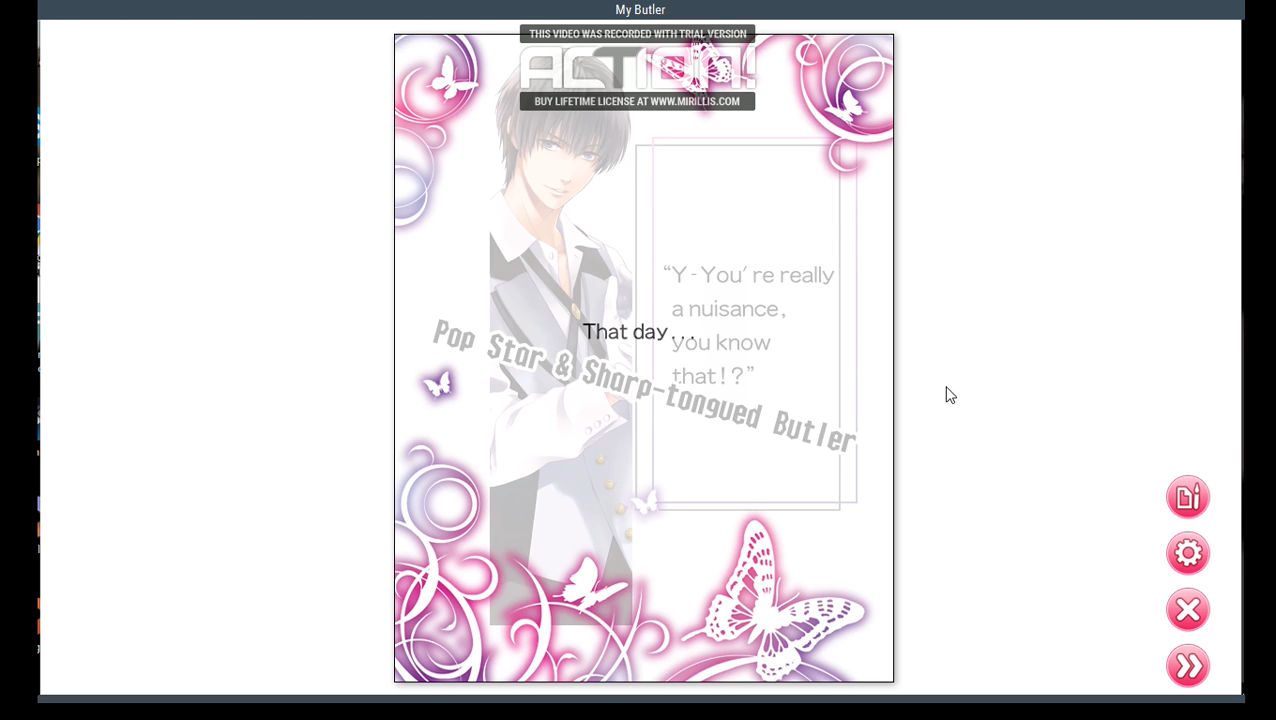 My Butler
THIS VIDEO WAS RECORDED WITH TRIAL VERSION
ACTION!
BUY LIFETIME LICENSE AT WWW.MIRILLIS.COM
“Y-You're really
a nuisance,
you know
that!?”
That day...
Pop Star & Sharp-tongued Butler